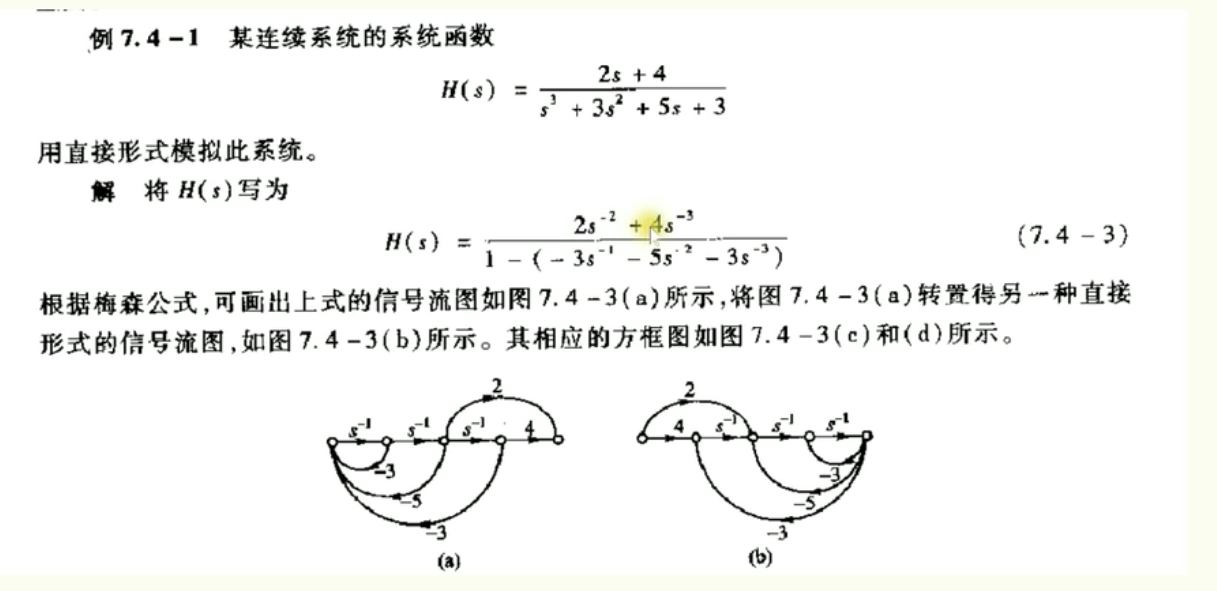 例 7.4-1 某连续系统的系统函数
H(s) = (2s + 4) / (s³ + 3s² + 5s + 3)
用直接形式模拟此系统。
解 将 H(s)写为
H(s) = (2s⁻² + 4s⁻³) / (1 - (-3s⁻¹ - 5s⁻² - 3s⁻³)) (7.4-3)
根据梅森公式,可画出上式的信号流图如图 7.4-3(a)所示,将图 7.4-3(a)转置得另一种直接
形式的信号流图,如图 7.4-3(b)所示。其相应的方框图如图 7.4-3(c)和(d)所示。
2 2
s⁻¹ s⁻¹ s⁻¹ 4 4 s⁻¹ s⁻¹ s⁻¹
-3 -3
-5 -5
-3 -3
(a) (b)